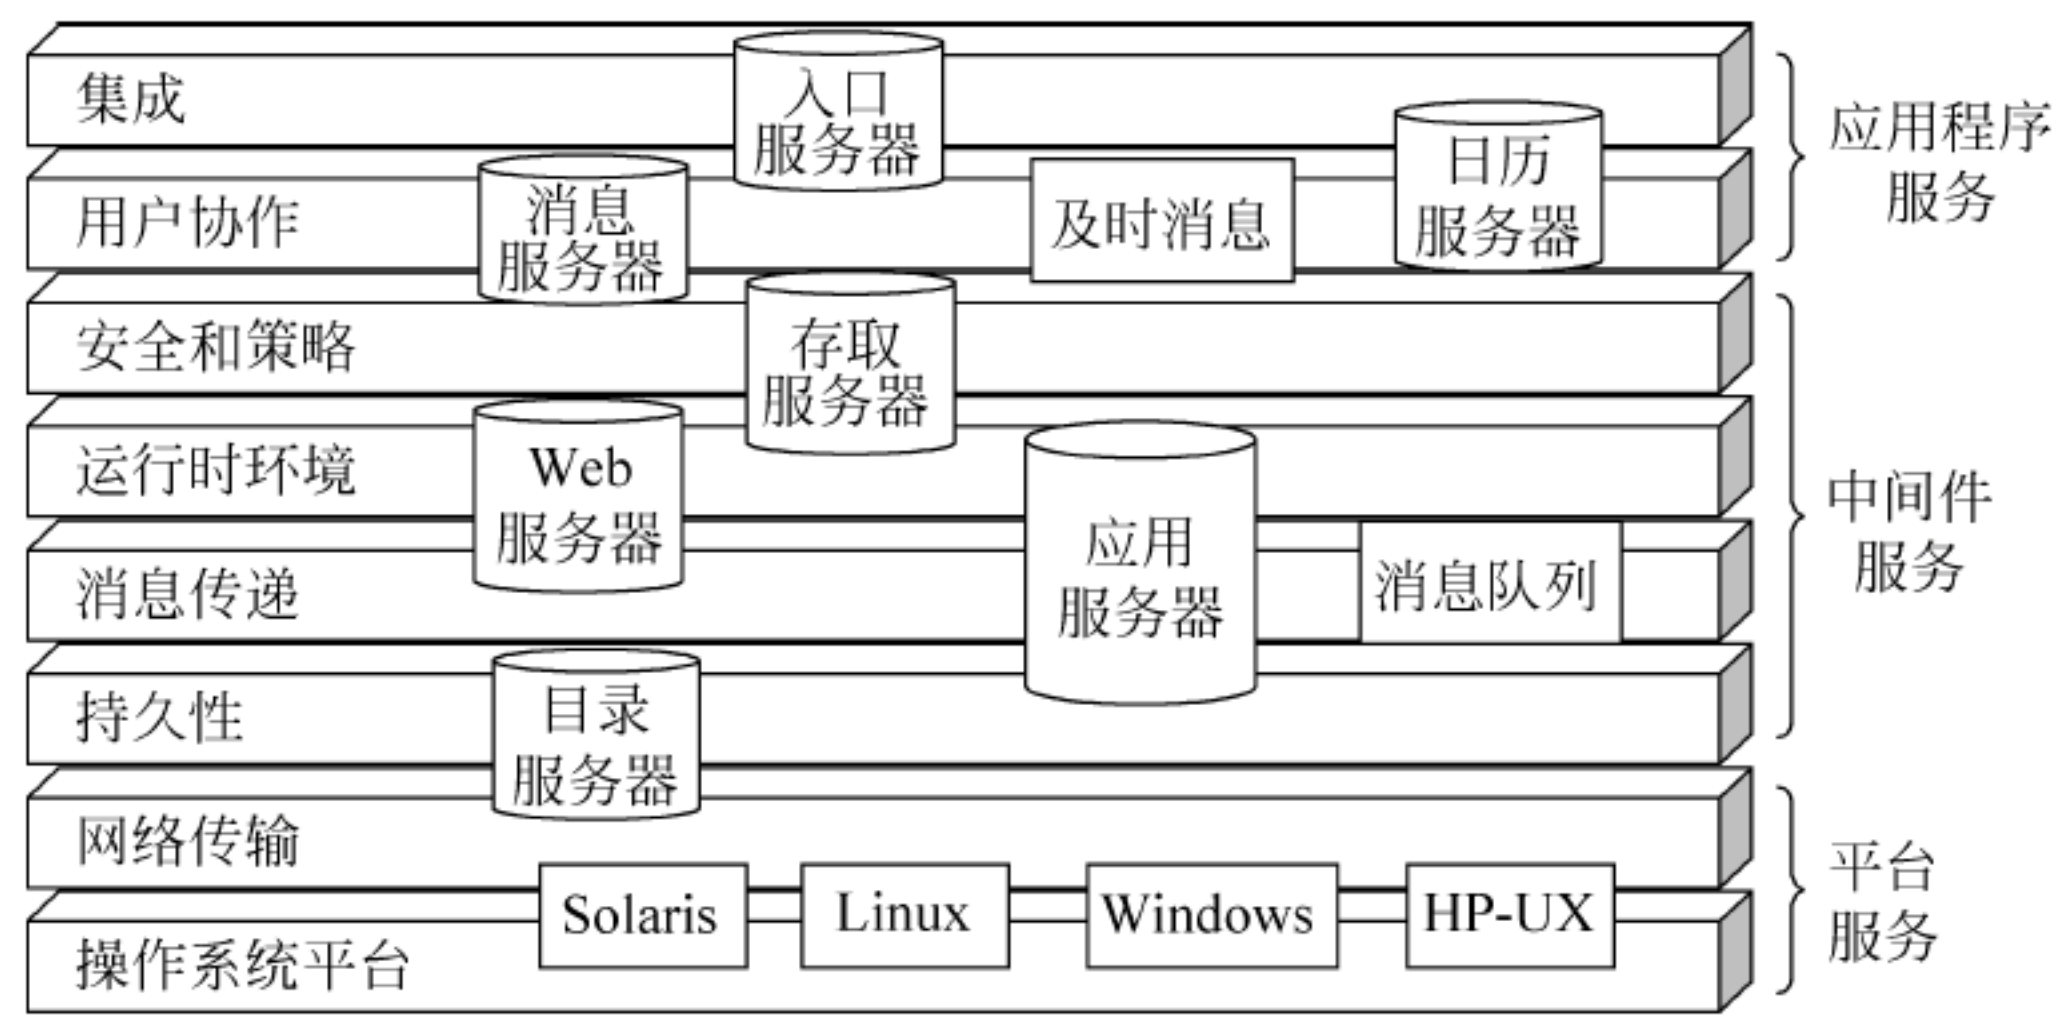 集成
入口
服务器
应用程序
服务
用户协作
消息
服务器
及时消息
日历
服务器
安全和策略
存取
服务器
运行时环境
Web
服务器
应用
服务器
中间件
服务
消息传递
消息队列
持久性
目录
服务器
网络传输
平台
服务
操作系统平台
Solaris
Linux
Windows
HP-UX